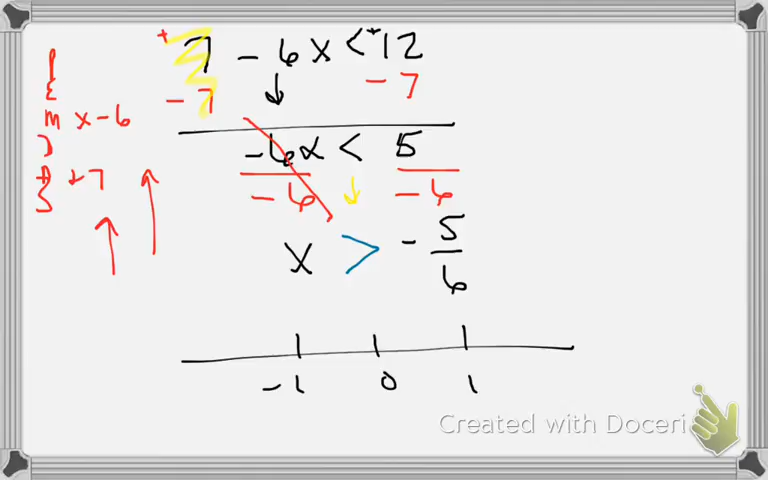 +7 - 6x < +12
- 7 - 7
-6x < 5
-6 -6
x > - 5/6
-1 0 1
P
E
M x-6
D
A +7
S
Created with Doceri